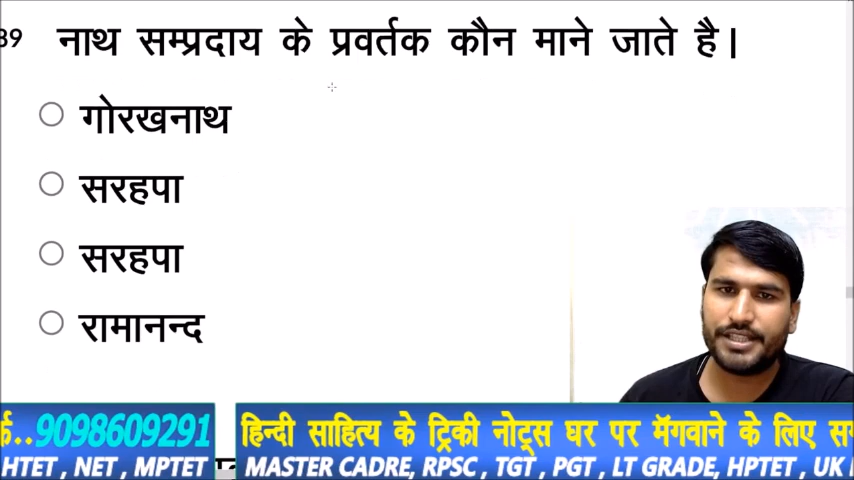 39 नाथ सम्प्रदाय के प्रवर्तक कौन माने जाते है।
गोरखनाथ
सरहपा
सरहपा
रामानन्द
9098609291 हिन्दी साहित्य के ट्रिकी नोट्स घर पर मॅगवाने के लिए
HTET , NET , MPTET MASTER CADRE, RPSC , TGT , PGT , LT GRADE, HPTET , UK